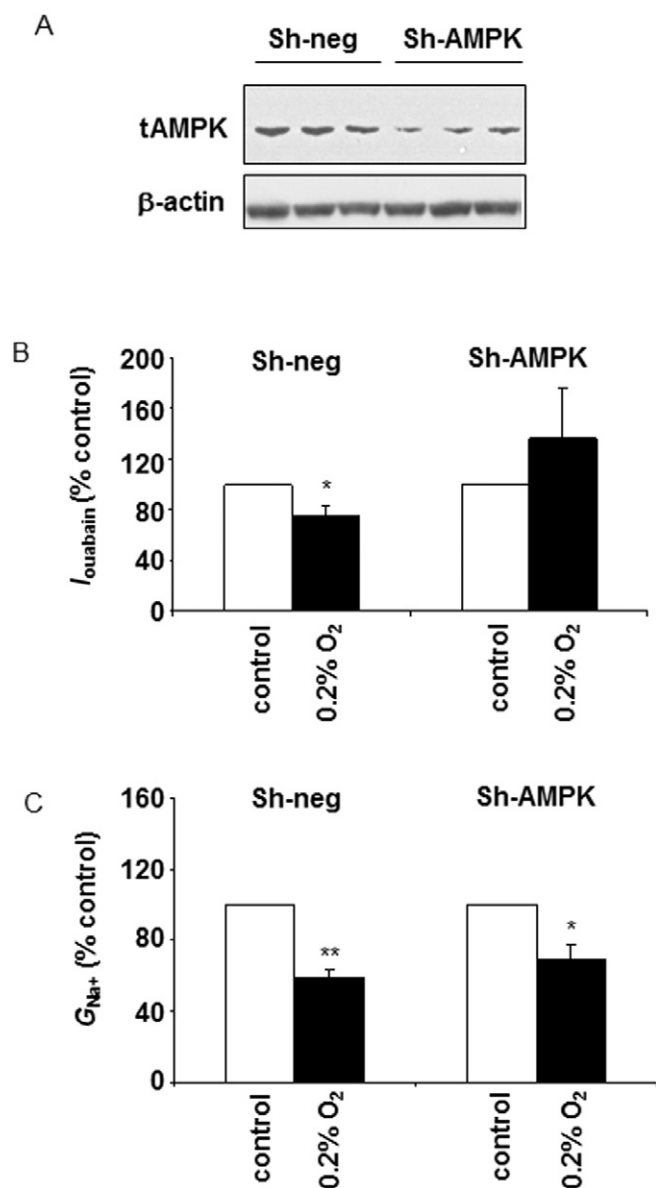 A
Sh-neg Sh-AMPK
tAMPK
β-actin
B
200
160
120
80
40
0
I ouabain (% control)
Sh-neg
Sh-AMPK
*
control
0.2% O₂
control
0.2% O₂
C
160
120
80
40
0
G Na+ (% control)
Sh-neg
Sh-AMPK
**
*
control
0.2% O₂
control
0.2% O₂